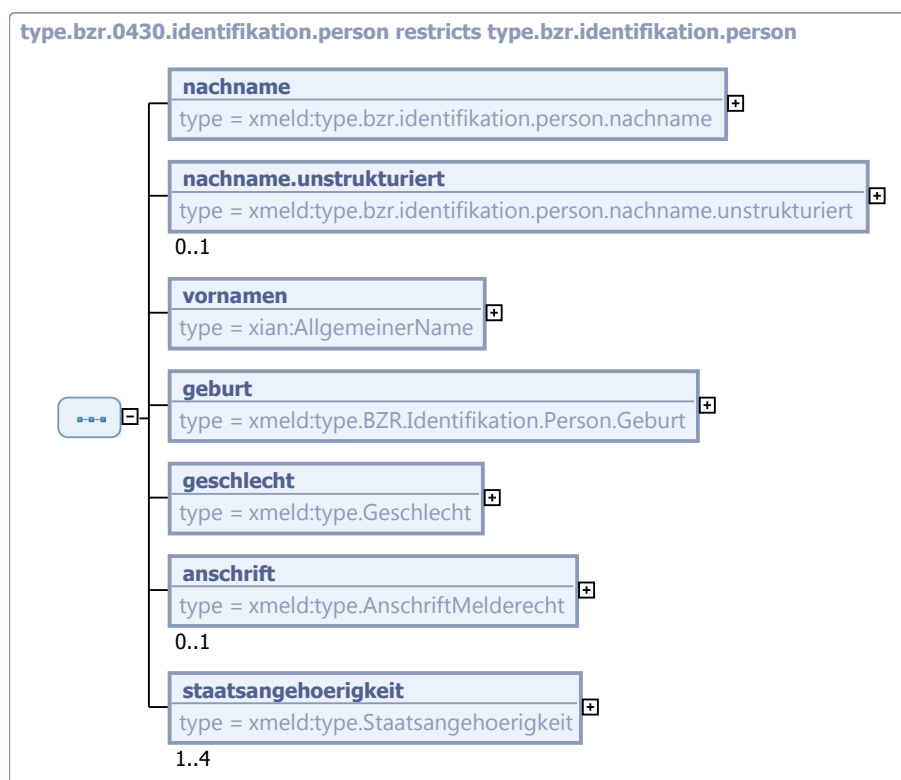 type.bzr.0430.identifikation.person restricts type.bzr.identifikation.person
nachname
type = xmeld:type.bzr.identifikation.person.nachname
nachname.unstrukturiert
type = xmeld:type.bzr.identifikation.person.nachname.unstrukturiert
0..1
vornamen
type = xian:AllgemeinerName
geburt
type = xmeld:type.BZR.Identifikation.Person.Geburt
geschlecht
type = xmeld:type.Geschlecht
anschrift
type = xmeld:type.AnschriftMelderecht
0..1
staatsangehoerigkeit
type = xmeld:type.Staatsangehoerigkeit
1..4